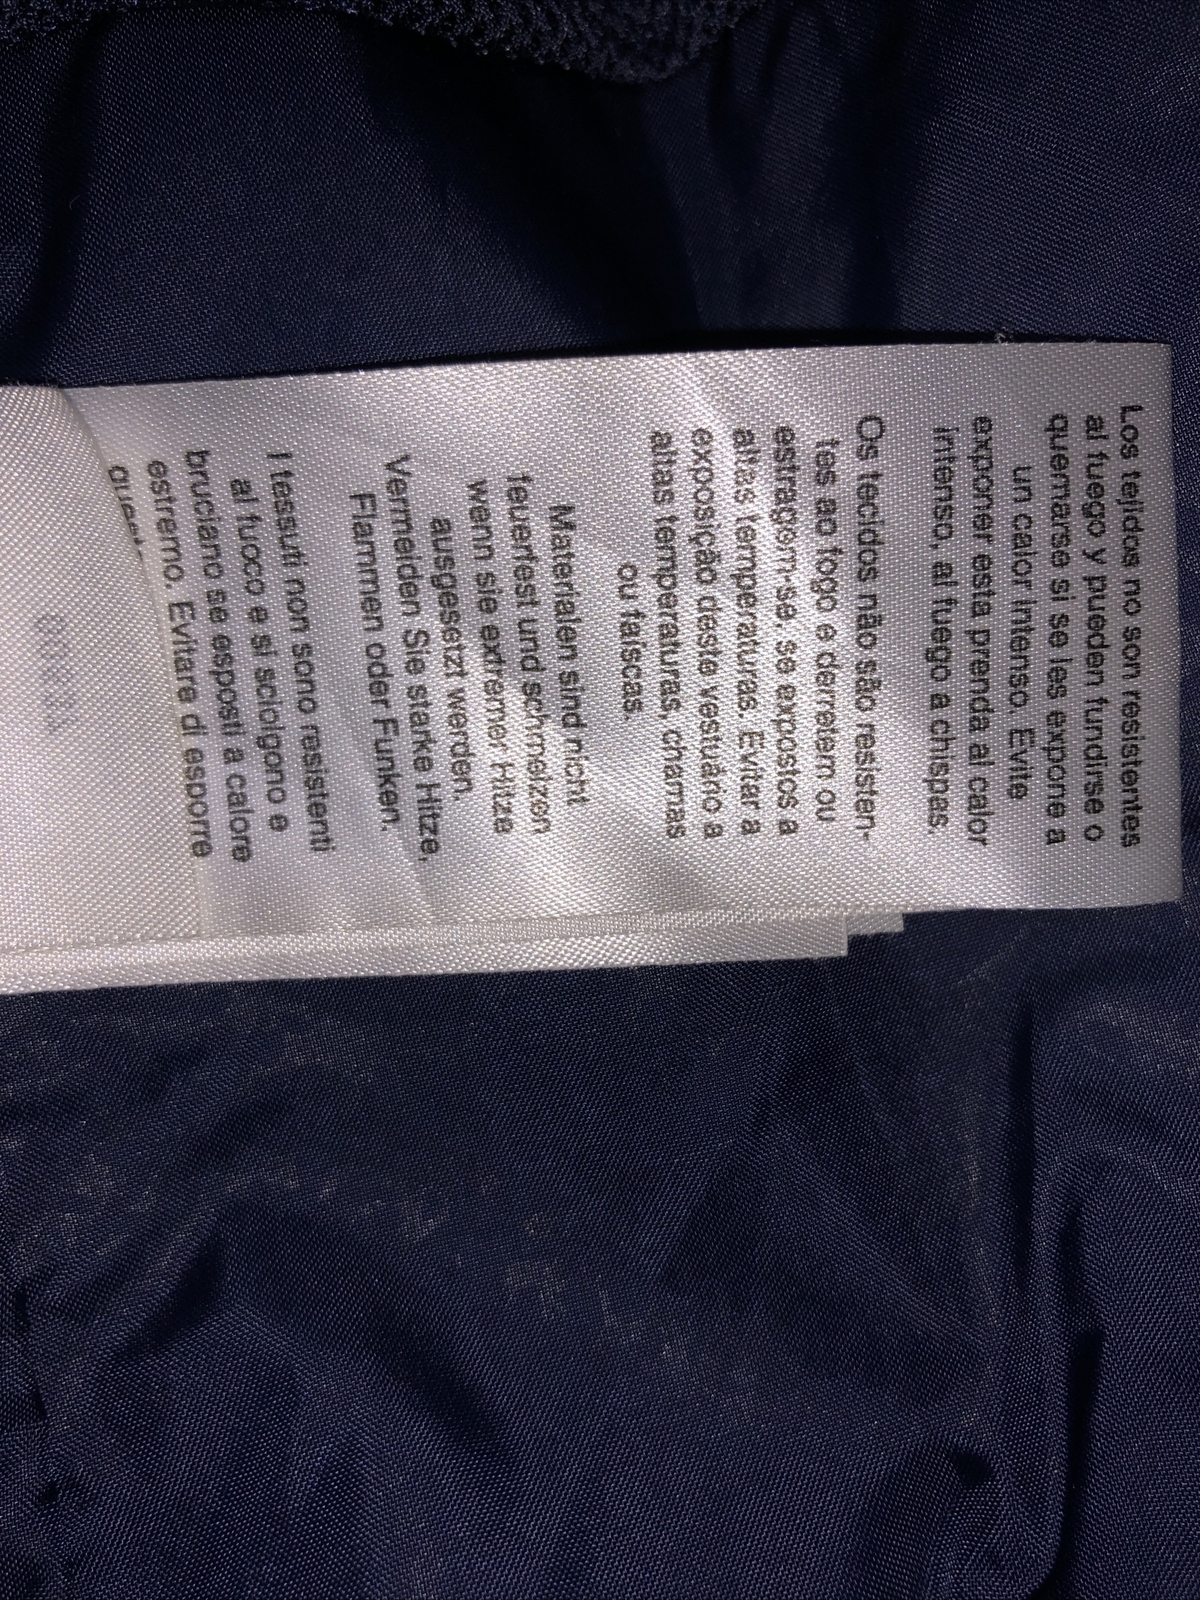 Los tejidos no son resistentes
al fuego y pueden fundirse o
quemarse si se les expone a
un calor intenso. Evite
exponer esta prenda al calor
intenso, al fuego a chispas.
Os tecidos não são resisten-
tes ao fogo e derretem ou
estragem-se, se expostos a
altas temperaturas. Evitar a
exposição deste vestuário a
altas temperaturas, chamas
ou faiscas.
Materialen sind nicht
feuerfest und schmelzen
wenn sie extremer Hitze
ausgesetzt werden.
Vermeiden Sie starke Hitze,
Flammen oder Funken.
I tessuti non sono resistenti
al fuoco e si sciolgono e
bruciano se esposti a calore
estremo. Evitare di esporre